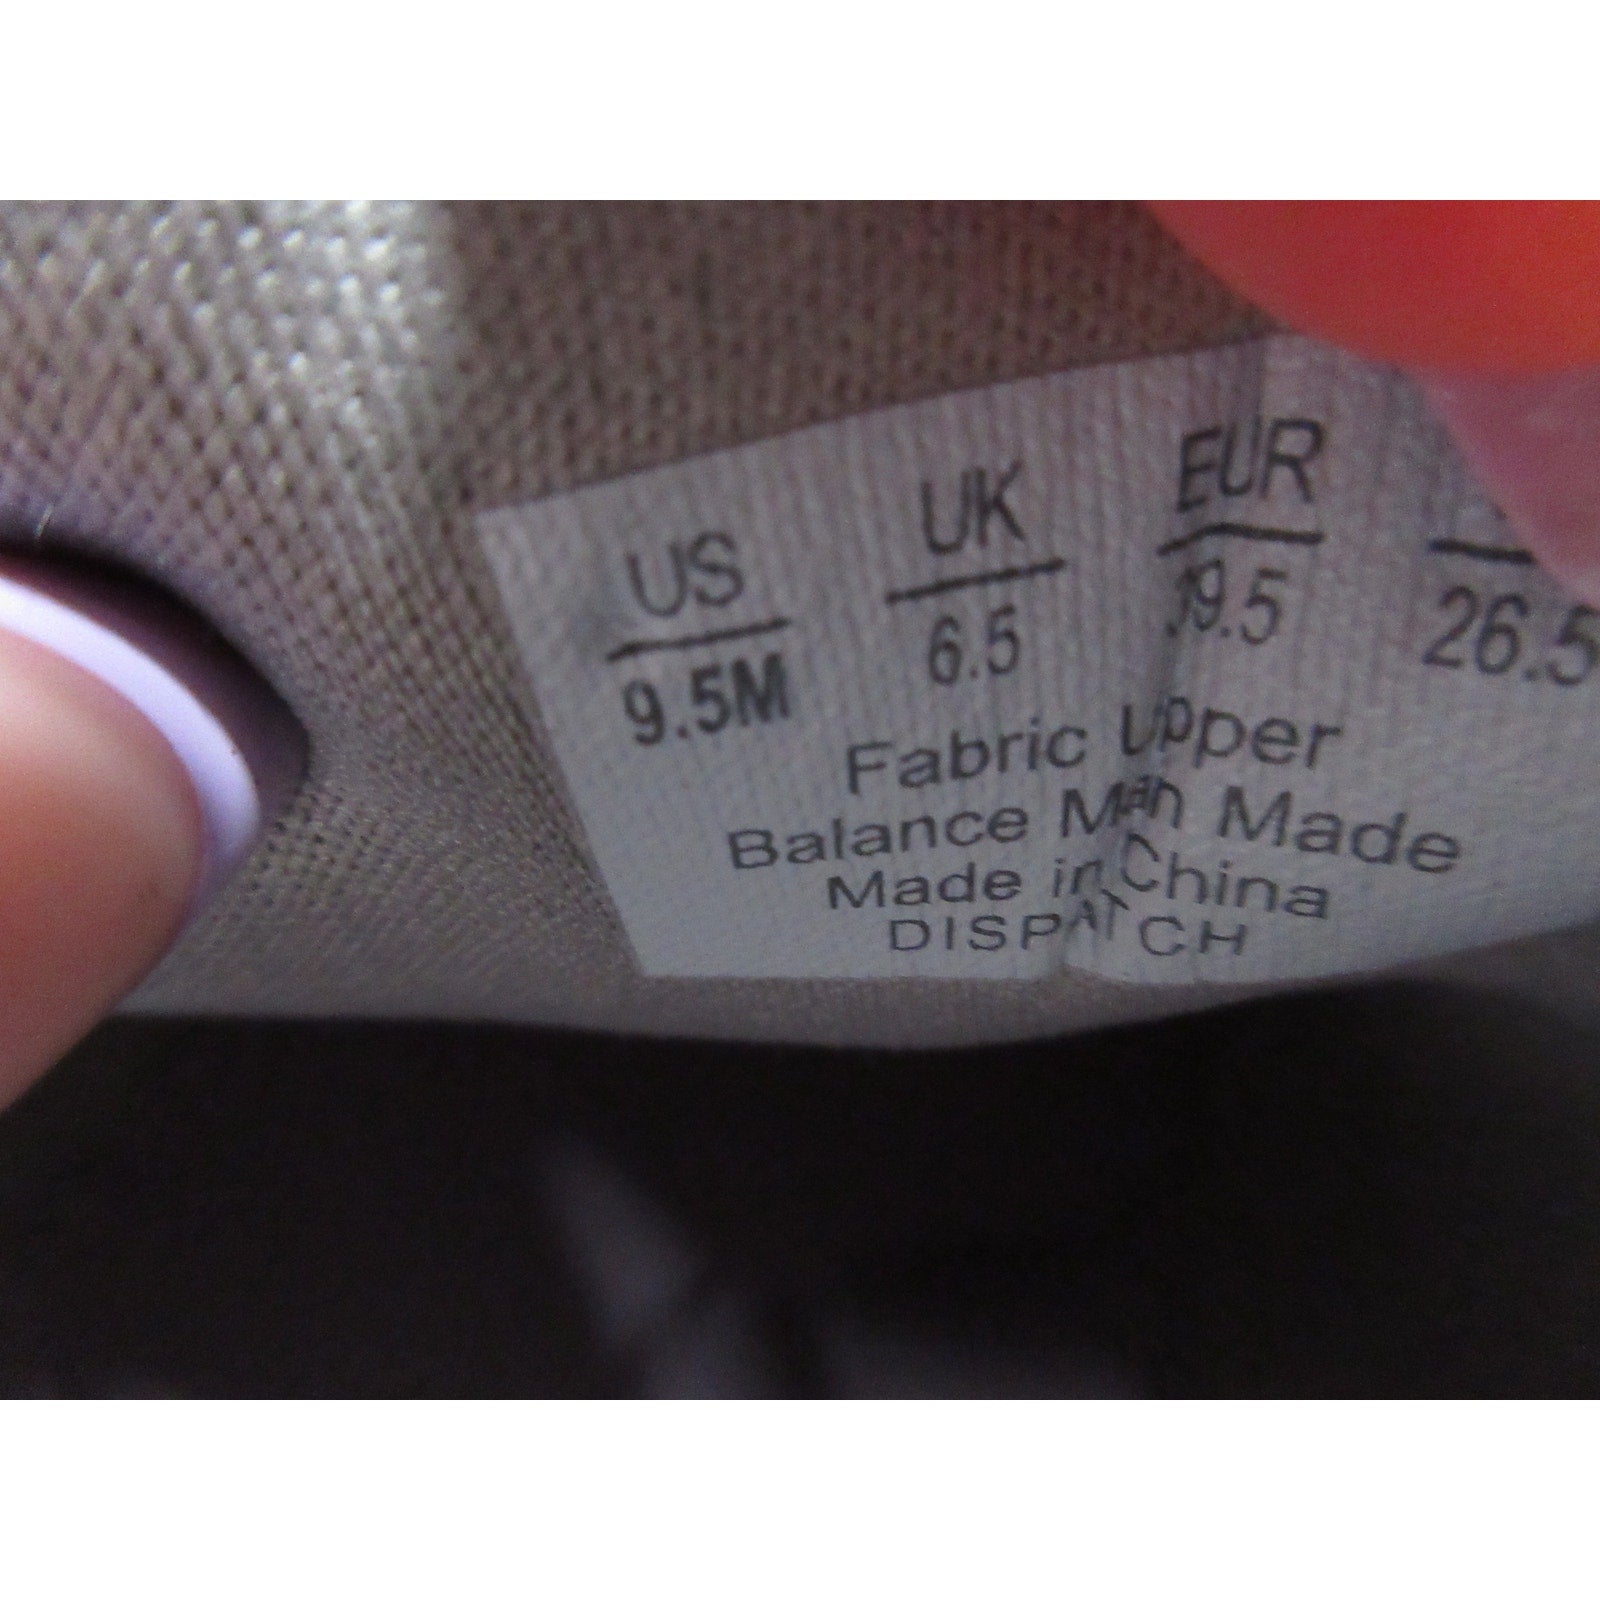 US UK EUR
9.5M 6.5 39.5 26.5
Fabric Upper
Balance Man Made
Made in China
DISPATCH